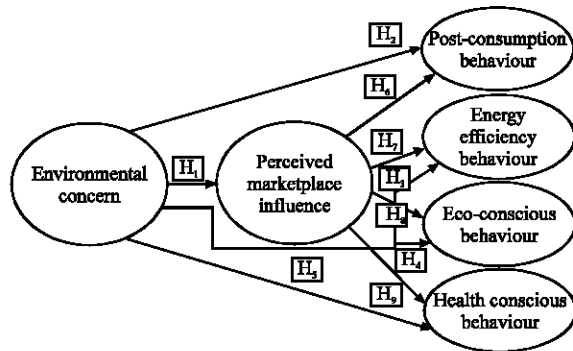 H2
Post-consumption
behaviour
H6
Energy
efficiency
behaviour
H7
H3
Environmental
concern
H1
Perceived
marketplace
influence
Eco-conscious
behaviour
H4
H5
H9
Health conscious
behaviour